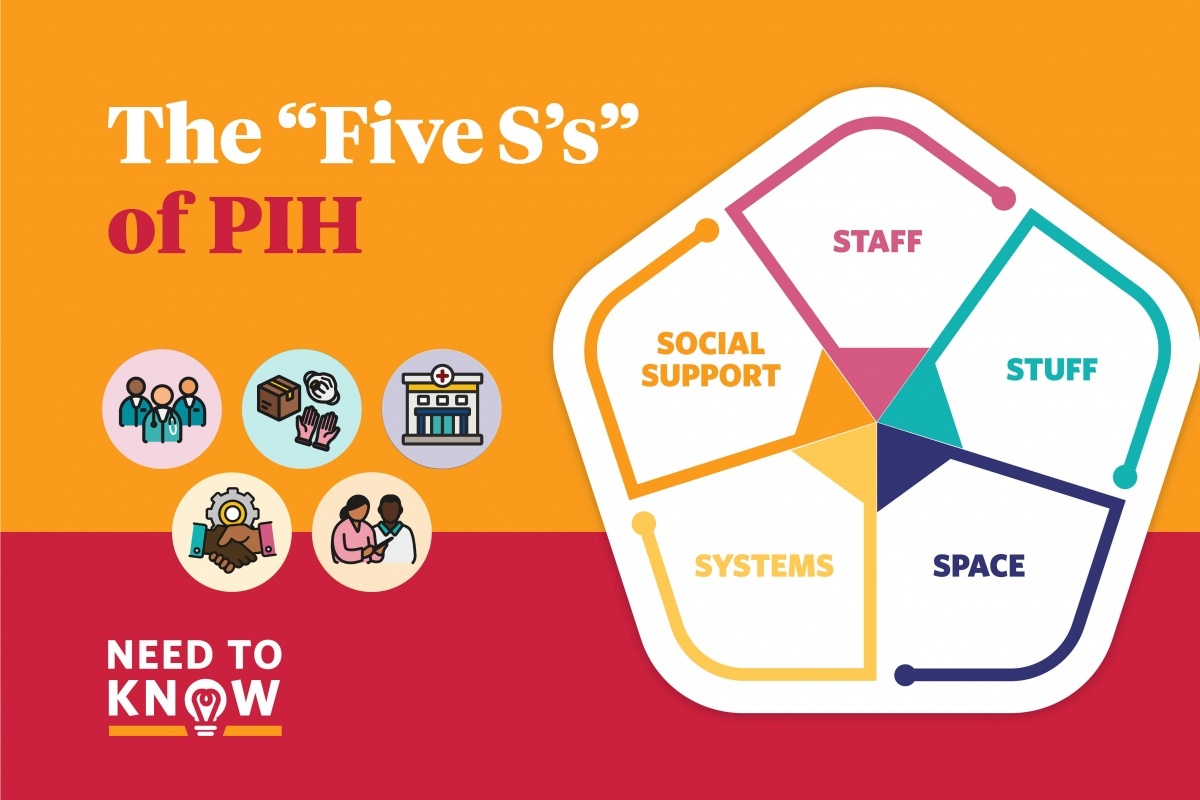 The “Five S’s”
of PIH
STAFF
STUFF
SPACE
SYSTEMS
SOCIAL
SUPPORT
NEED TO
KNOW